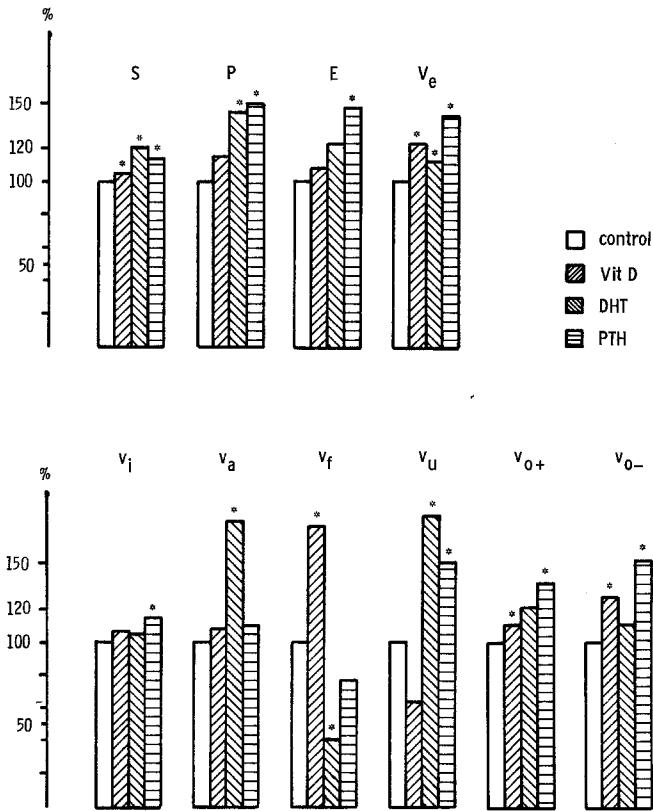 %
S P E Ve
* * * * * * * * *
150
120
100
50
control
Vit D
DHT
PTH
vi va vf vu vo+ vo-
%
* * * * * * * * * *
150
120
100
50